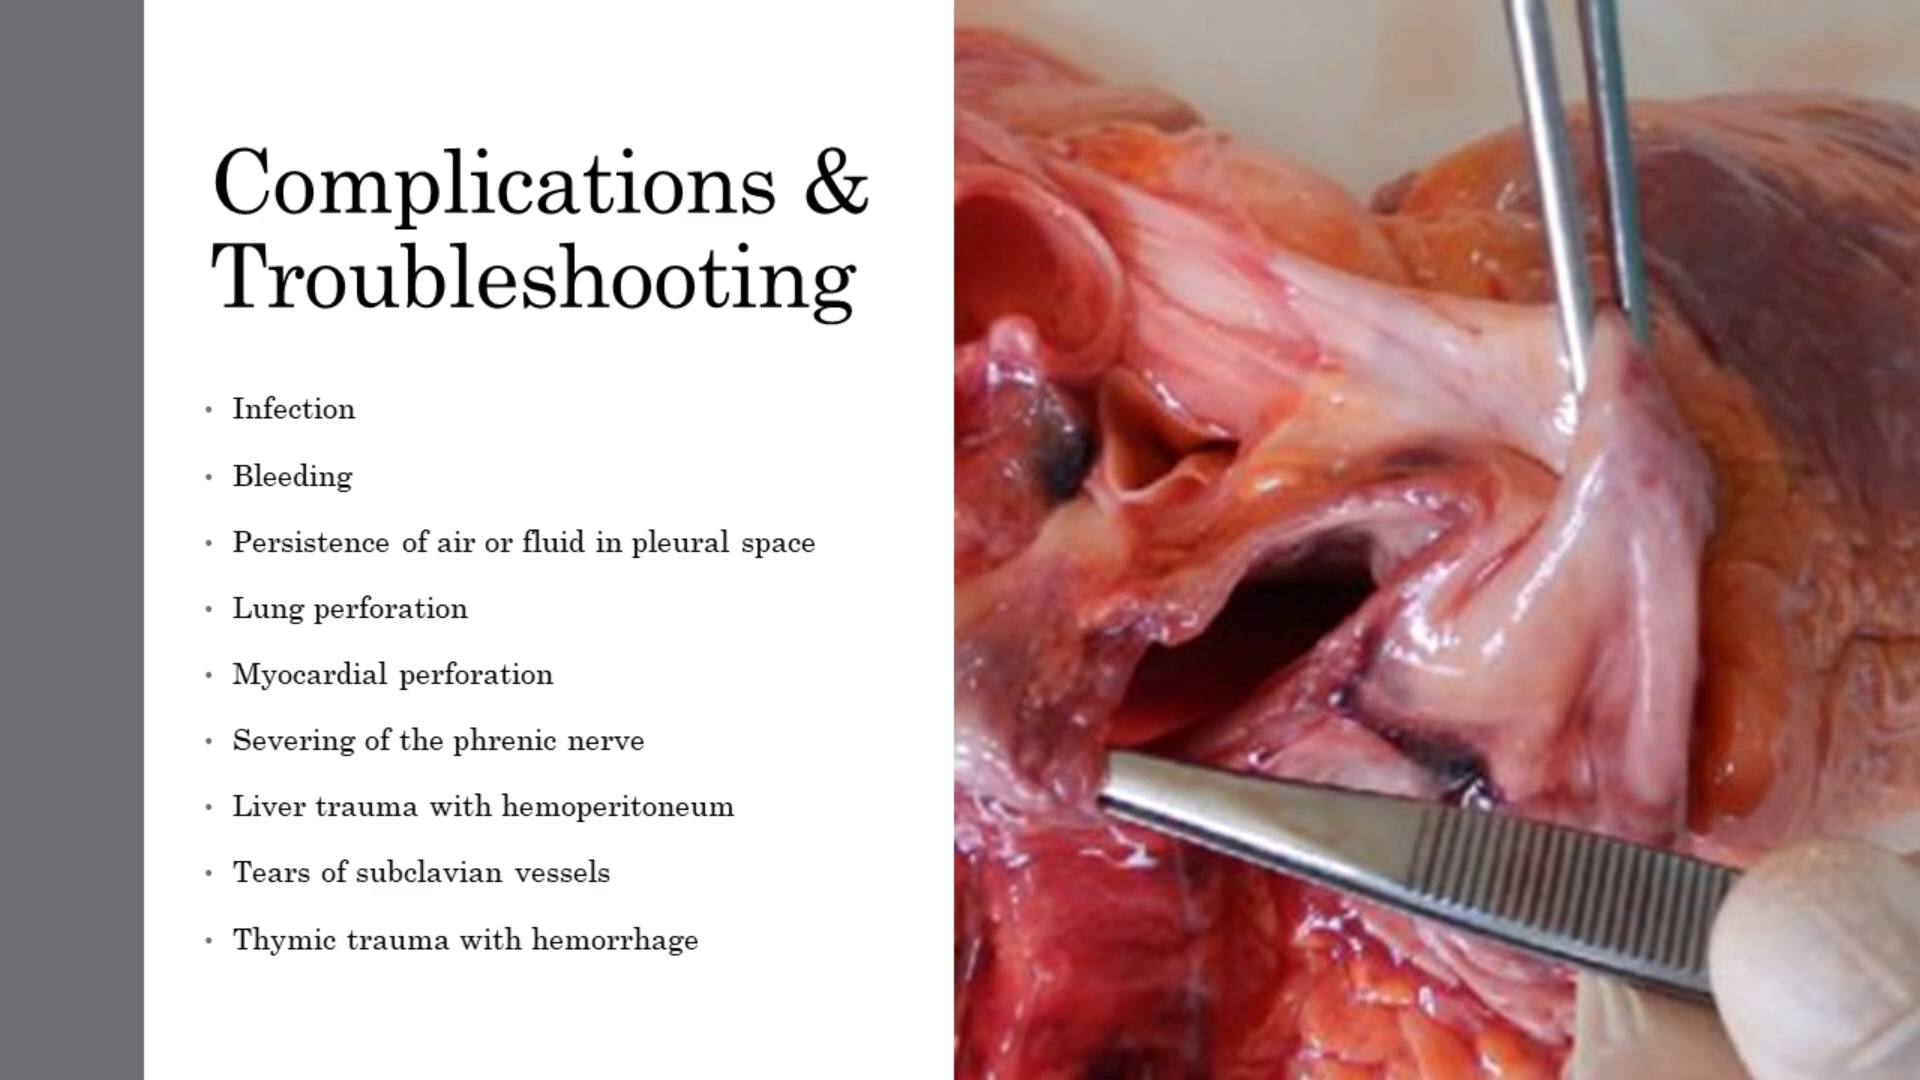 Complications &
Troubleshooting
• Infection
• Bleeding
• Persistence of air or fluid in pleural space
• Lung perforation
• Myocardial perforation
• Severing of the phrenic nerve
• Liver trauma with hemoperitoneum
• Tears of subclavian vessels
• Thymic trauma with hemorrhage